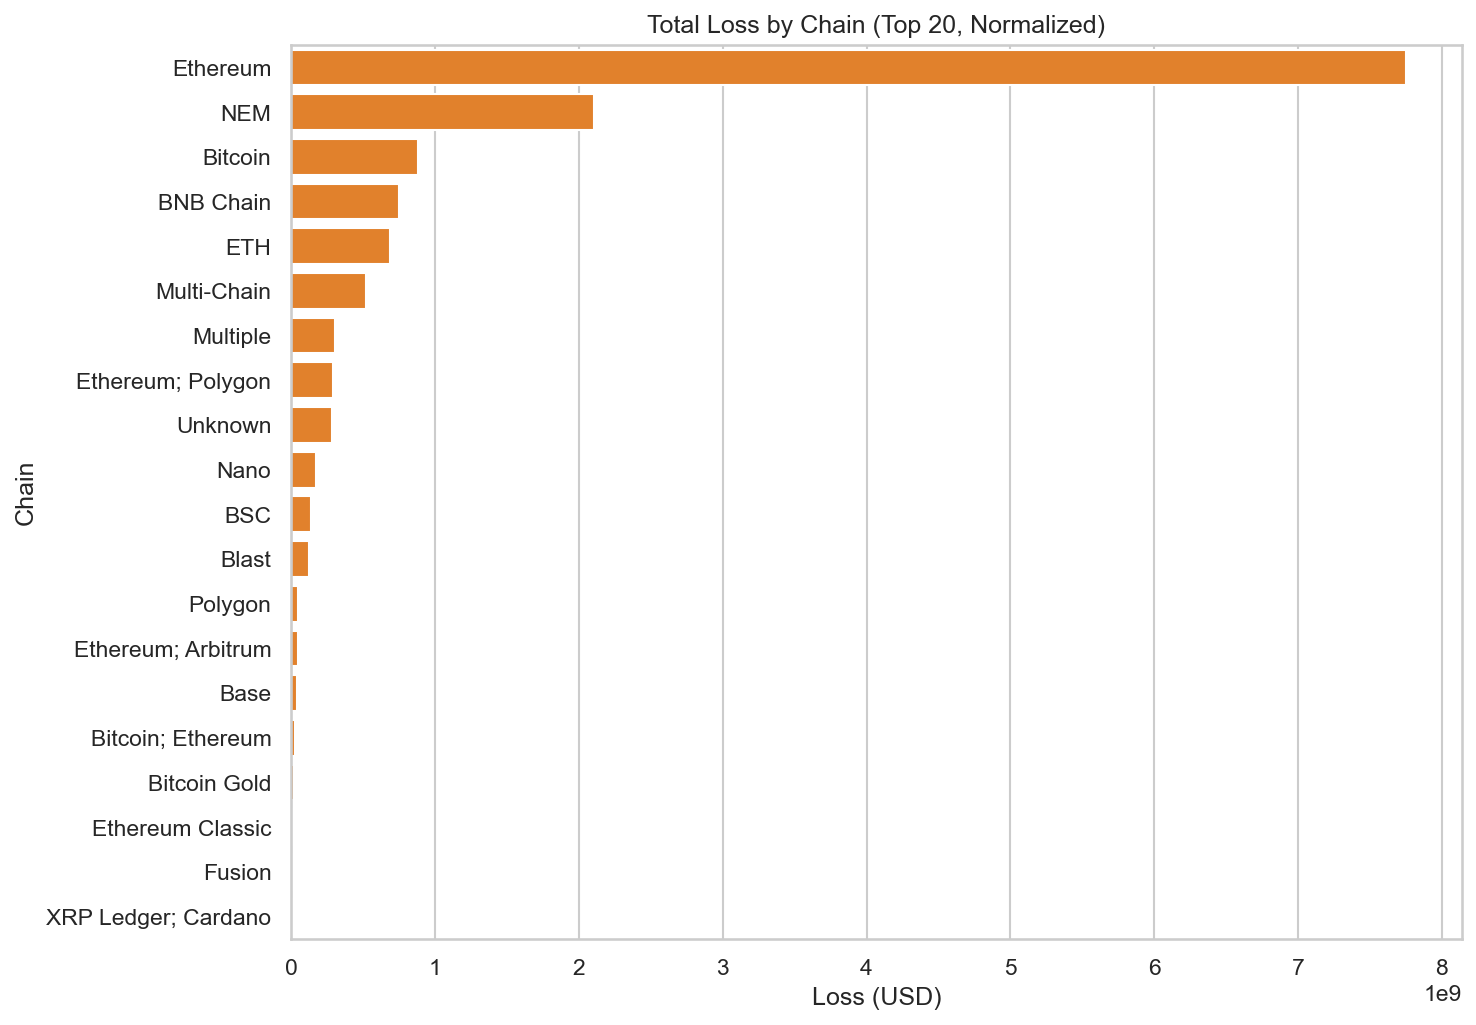 Total Loss by Chain (Top 20, Normalized)
Ethereum
NEM
Bitcoin
BNB Chain
ETH
Multi-Chain
Multiple
Ethereum; Polygon
Unknown
Nano
BSC
Blast
Polygon
Ethereum; Arbitrum
Base
Bitcoin; Ethereum
Bitcoin Gold
Ethereum Classic
Fusion
XRP Ledger; Cardano
Chain
0 1 2 3 4 5 6 7 8
1e9
Loss (USD)